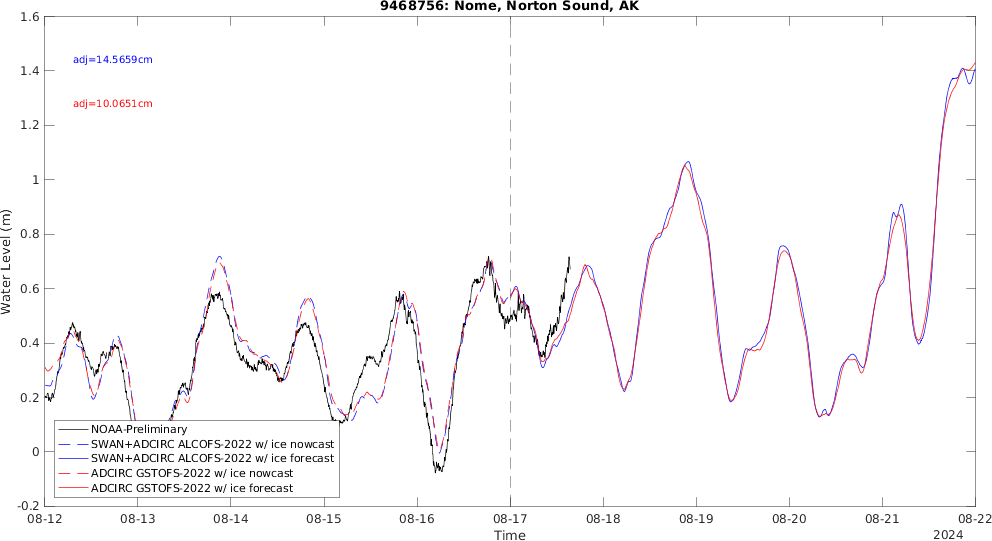 9468756: Nome, Norton Sound, AK
1.6
1.4
1.2
1
0.8
0.6
0.4
0.2
0
-0.2
Water Level (m)
adj=14.5659cm
adj=10.0651cm
NOAA-Preliminary
SWAN+ADCIRC ALCOFS-2022 w/ ice nowcast
SWAN+ADCIRC ALCOFS-2022 w/ ice forecast
ADCIRC GSTOFS-2022 w/ ice nowcast
ADCIRC GSTOFS-2022 w/ ice forecast
08-12 08-13 08-14 08-15 08-16 08-17 08-18 08-19 08-20 08-21 08-22
Time
2024